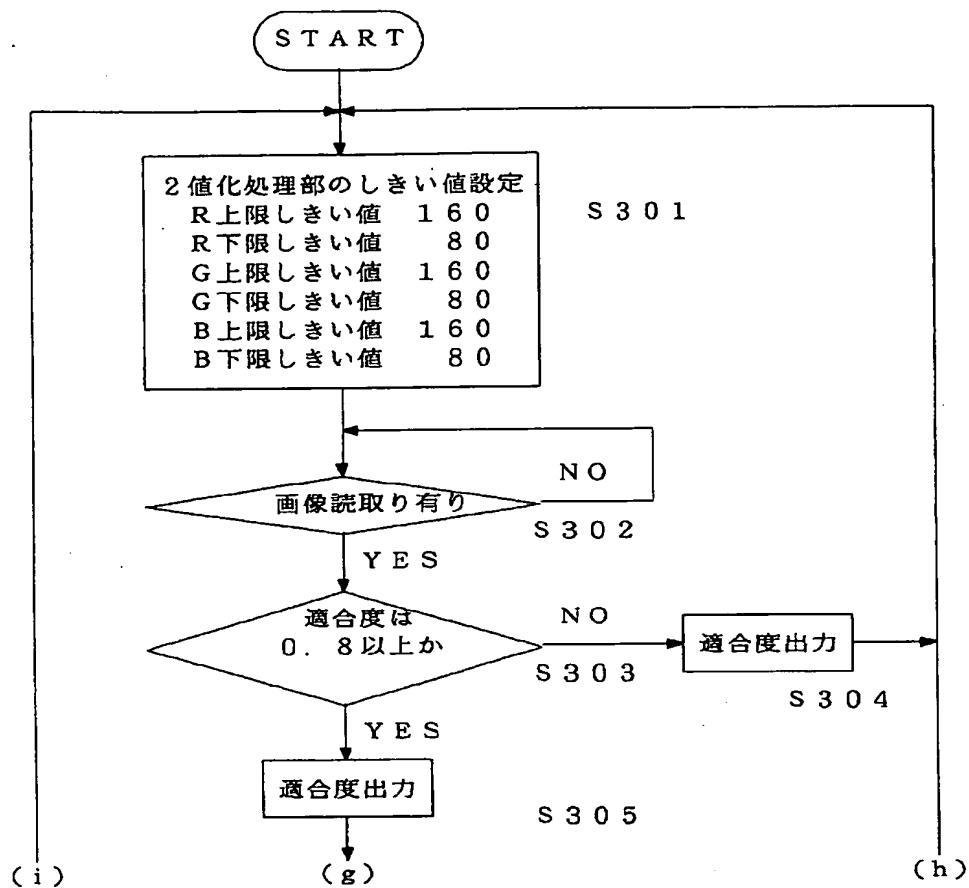 START
2値化処理部のしきい値設定
R上限しきい値 160
R下限しきい値 80
G上限しきい値 160
G下限しきい値 80
B上限しきい値 160
B下限しきい値 80
S301
NO
画像読取り有り
S302
YES
適合度は
0.8以上か
NO
S303
適合度出力
S304
YES
適合度出力
S305
(i)
(g)
(h)